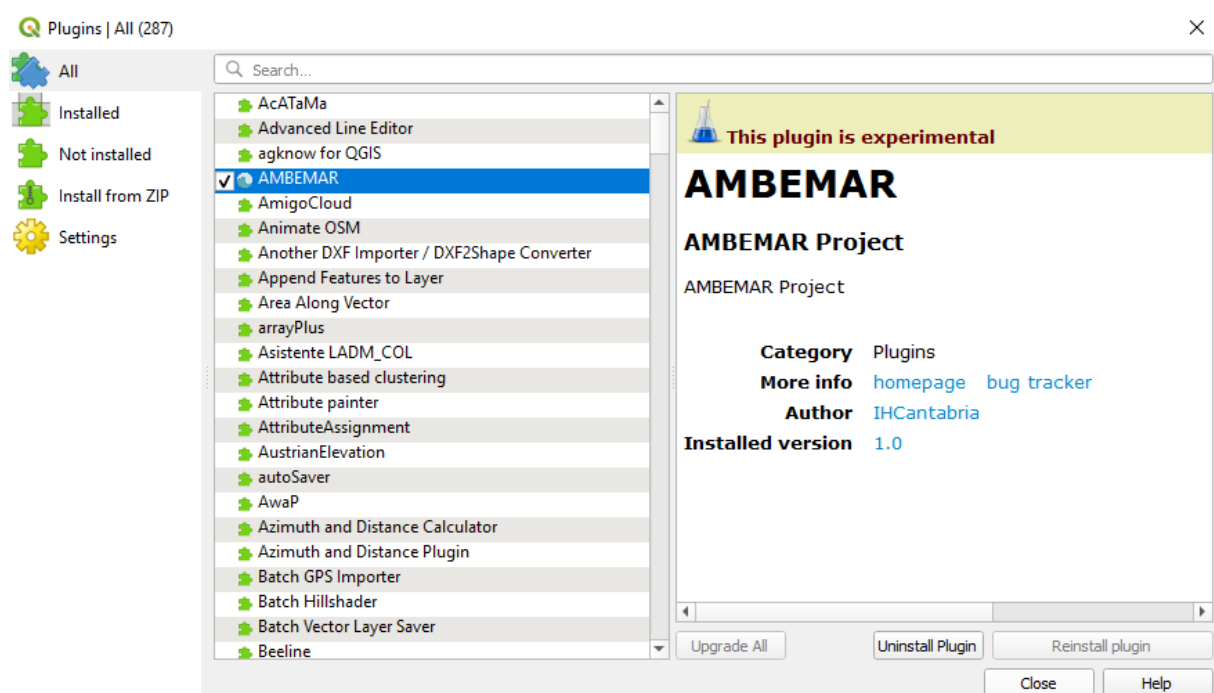 Plugins | All (287)
All
Installed
Not installed
Install from ZIP
Settings
Search...
AcATaMa
Advanced Line Editor
agknow for QGIS
AMBEMAR
AmigoCloud
Animate OSM
Another DXF Importer / DXF2Shape Converter
Append Features to Layer
Area Along Vector
arrayPlus
Asistente LADM_COL
Attribute based clustering
Attribute painter
AttributeAssignment
AustrianElevation
autoSaver
AwaP
Azimuth and Distance Calculator
Azimuth and Distance Plugin
Batch GPS Importer
Batch Hillshader
Batch Vector Layer Saver
Beeline
This plugin is experimental
AMBEMAR
AMBEMAR Project
AMBEMAR Project
Category Plugins
More info homepage bug tracker
Author IHCantabria
Installed version 1.0
Upgrade All Uninstall Plugin Reinstall plugin
Close Help